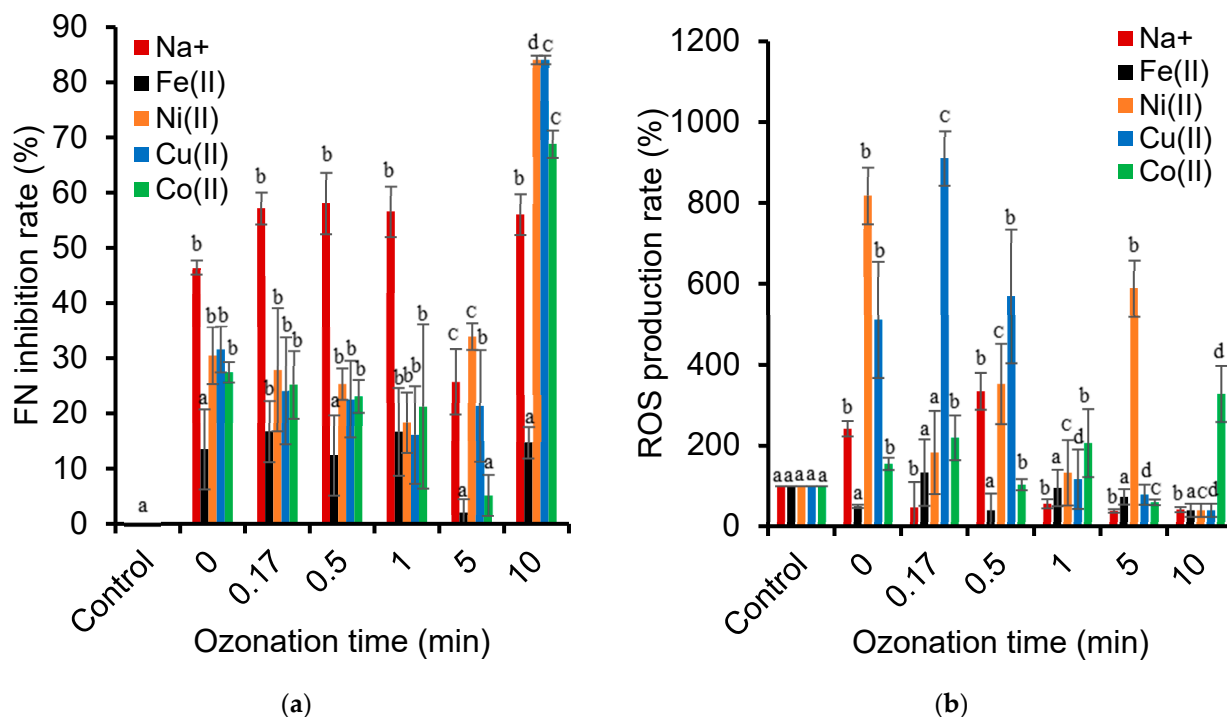 90
80
70
60
50
40
30
20
10
0
FN inhibition rate (%)
Na+
Fe(II)
Ni(II)
Cu(II)
Co(II)
a
b a b b b
b b b b b
b a b b b
b b b b b
c a c b a
b a d c c
Control 0 0.17 0.5 1 5 10
Ozonation time (min)
(a)
1200
1000
800
600
400
200
0
ROS production rate (%)
Na+
Fe(II)
Ni(II)
Cu(II)
Co(II)
a a a a a
b a b b b
b a a c b
b a c b b
b a c d b
b a b d c
b a c d d
Control 0 0.17 0.5 1 5 10
Ozonation time (min)
(b)